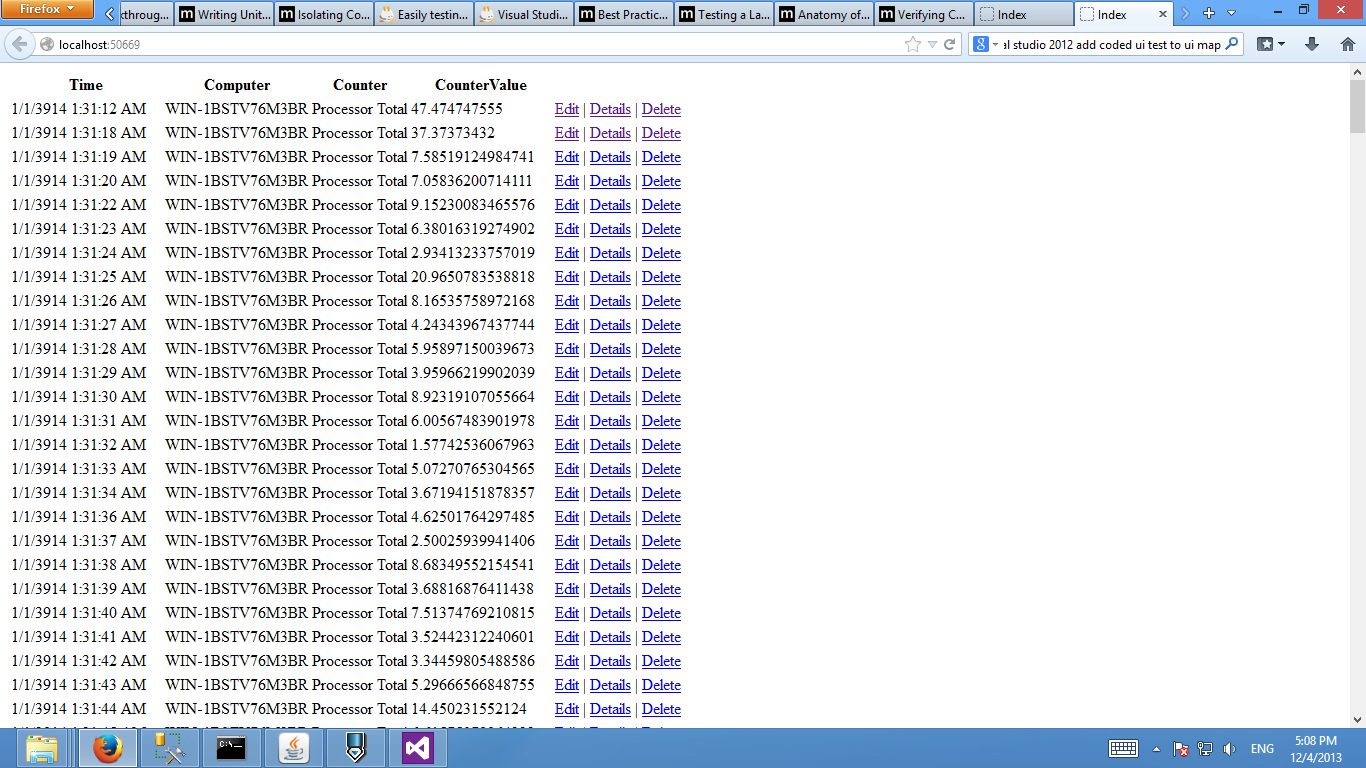 Firefox
kthroug... Writing Unit... Isolating Co... Easily testin... Visual Studi... Best Practic... Testing a La... Anatomy of... Verifying C... Index Index
localhost:50669 al studio 2012 add coded ui test to ui map
Time Computer Counter CounterValue
1/1/3914 1:31:12 AM WIN-1BSTV76M3BR Processor Total 47.474747555 Edit | Details | Delete
1/1/3914 1:31:18 AM WIN-1BSTV76M3BR Processor Total 37.37373432 Edit | Details | Delete
1/1/3914 1:31:19 AM WIN-1BSTV76M3BR Processor Total 7.58519124984741 Edit | Details | Delete
1/1/3914 1:31:20 AM WIN-1BSTV76M3BR Processor Total 7.05836200714111 Edit | Details | Delete
1/1/3914 1:31:22 AM WIN-1BSTV76M3BR Processor Total 9.15230083465576 Edit | Details | Delete
1/1/3914 1:31:23 AM WIN-1BSTV76M3BR Processor Total 6.38016319274902 Edit | Details | Delete
1/1/3914 1:31:24 AM WIN-1BSTV76M3BR Processor Total 2.93413233757019 Edit | Details | Delete
1/1/3914 1:31:25 AM WIN-1BSTV76M3BR Processor Total 20.9650783538818 Edit | Details | Delete
1/1/3914 1:31:26 AM WIN-1BSTV76M3BR Processor Total 8.16535758972168 Edit | Details | Delete
1/1/3914 1:31:27 AM WIN-1BSTV76M3BR Processor Total 4.24343967437744 Edit | Details | Delete
1/1/3914 1:31:28 AM WIN-1BSTV76M3BR Processor Total 5.95897150039673 Edit | Details | Delete
1/1/3914 1:31:29 AM WIN-1BSTV76M3BR Processor Total 3.95966219902039 Edit | Details | Delete
1/1/3914 1:31:30 AM WIN-1BSTV76M3BR Processor Total 8.92319107055664 Edit | Details | Delete
1/1/3914 1:31:31 AM WIN-1BSTV76M3BR Processor Total 6.00567483901978 Edit | Details | Delete
1/1/3914 1:31:32 AM WIN-1BSTV76M3BR Processor Total 1.57742536067963 Edit | Details | Delete
1/1/3914 1:31:33 AM WIN-1BSTV76M3BR Processor Total 5.07270765304565 Edit | Details | Delete
1/1/3914 1:31:34 AM WIN-1BSTV76M3BR Processor Total 3.67194151878357 Edit | Details | Delete
1/1/3914 1:31:36 AM WIN-1BSTV76M3BR Processor Total 4.62501764297485 Edit | Details | Delete
1/1/3914 1:31:37 AM WIN-1BSTV76M3BR Processor Total 2.50025939941406 Edit | Details | Delete
1/1/3914 1:31:38 AM WIN-1BSTV76M3BR Processor Total 8.68349552154541 Edit | Details | Delete
1/1/3914 1:31:39 AM WIN-1BSTV76M3BR Processor Total 3.68816876411438 Edit | Details | Delete
1/1/3914 1:31:40 AM WIN-1BSTV76M3BR Processor Total 7.51374769210815 Edit | Details | Delete
1/1/3914 1:31:41 AM WIN-1BSTV76M3BR Processor Total 3.52442312240601 Edit | Details | Delete
1/1/3914 1:31:42 AM WIN-1BSTV76M3BR Processor Total 3.34459805488586 Edit | Details | Delete
1/1/3914 1:31:43 AM WIN-1BSTV76M3BR Processor Total 5.29666566848755 Edit | Details | Delete
1/1/3914 1:31:44 AM WIN-1BSTV76M3BR Processor Total 14.450231552124 Edit | Details | Delete
ENG
5:08 PM
12/4/2013